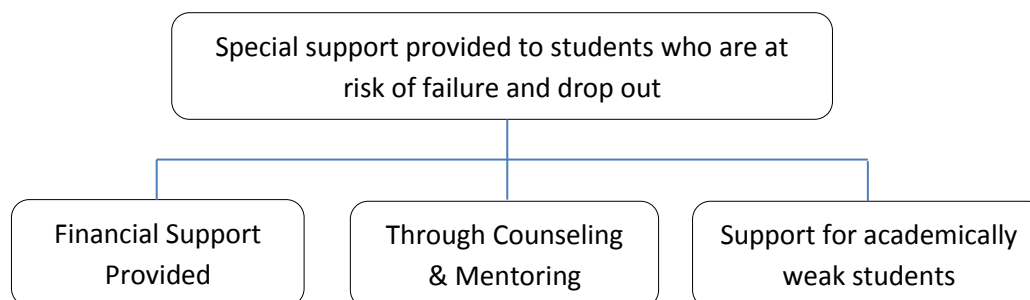 Special support provided to students who are at
risk of failure and drop out
Financial Support
Provided
Through Counseling
& Mentoring
Support for academically
weak students